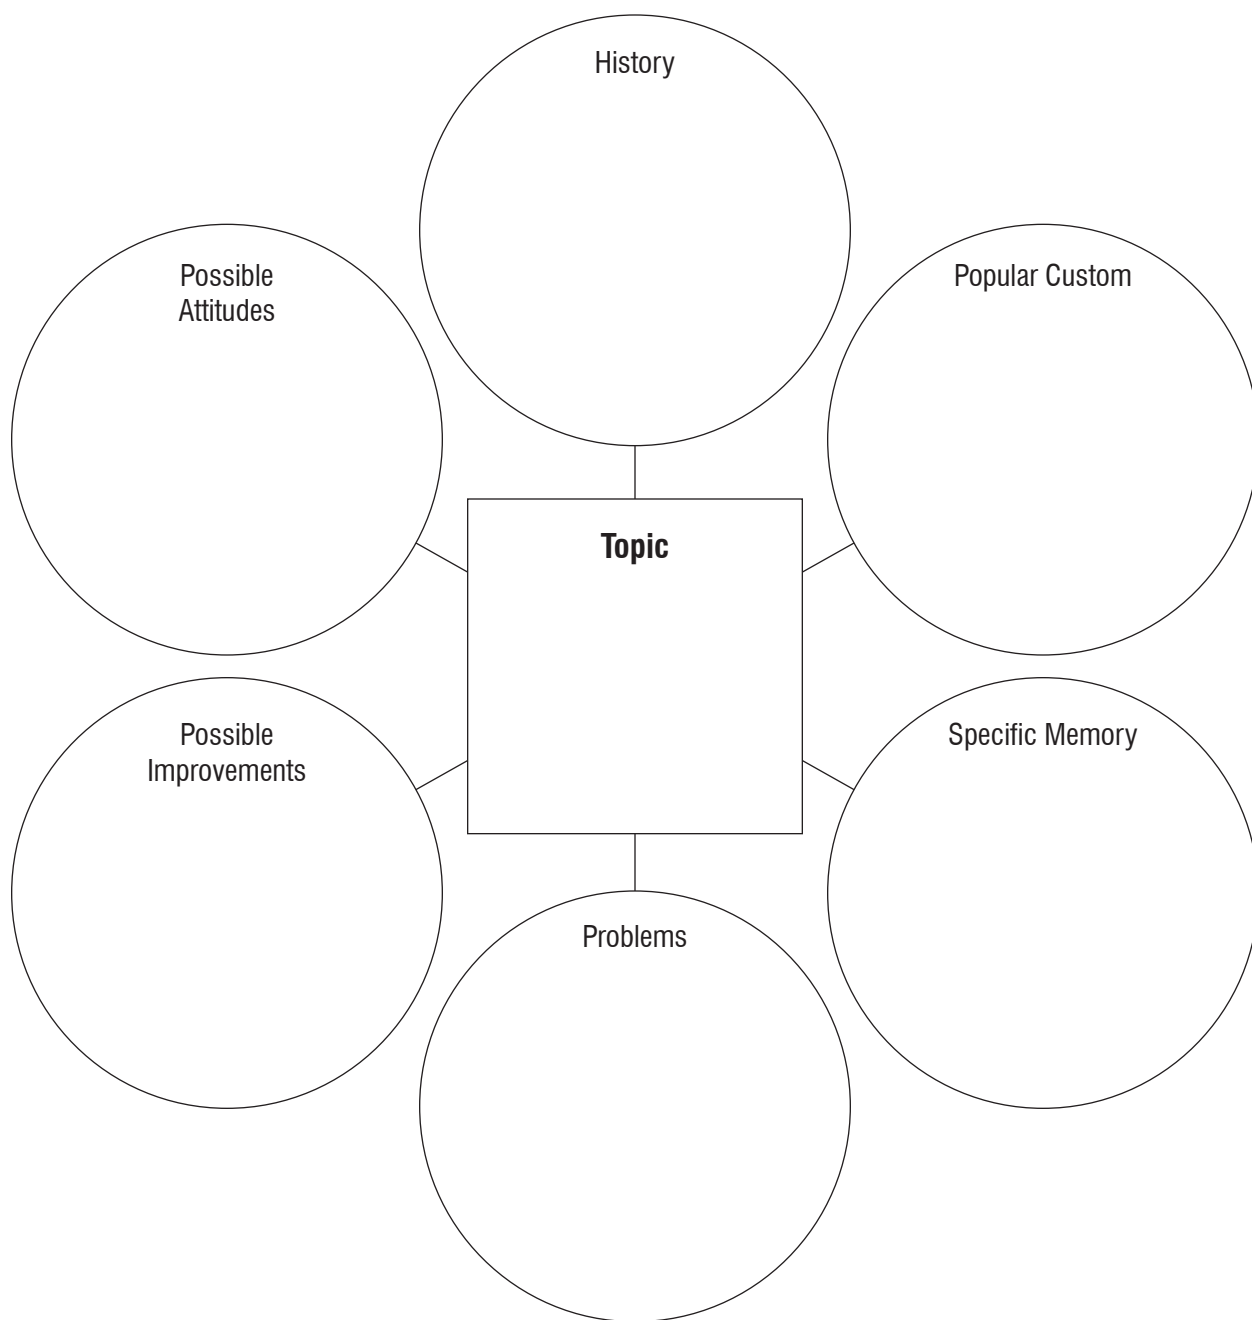 History
Possible
Attitudes
Popular Custom
Topic
Possible
Improvements
Specific Memory
Problems